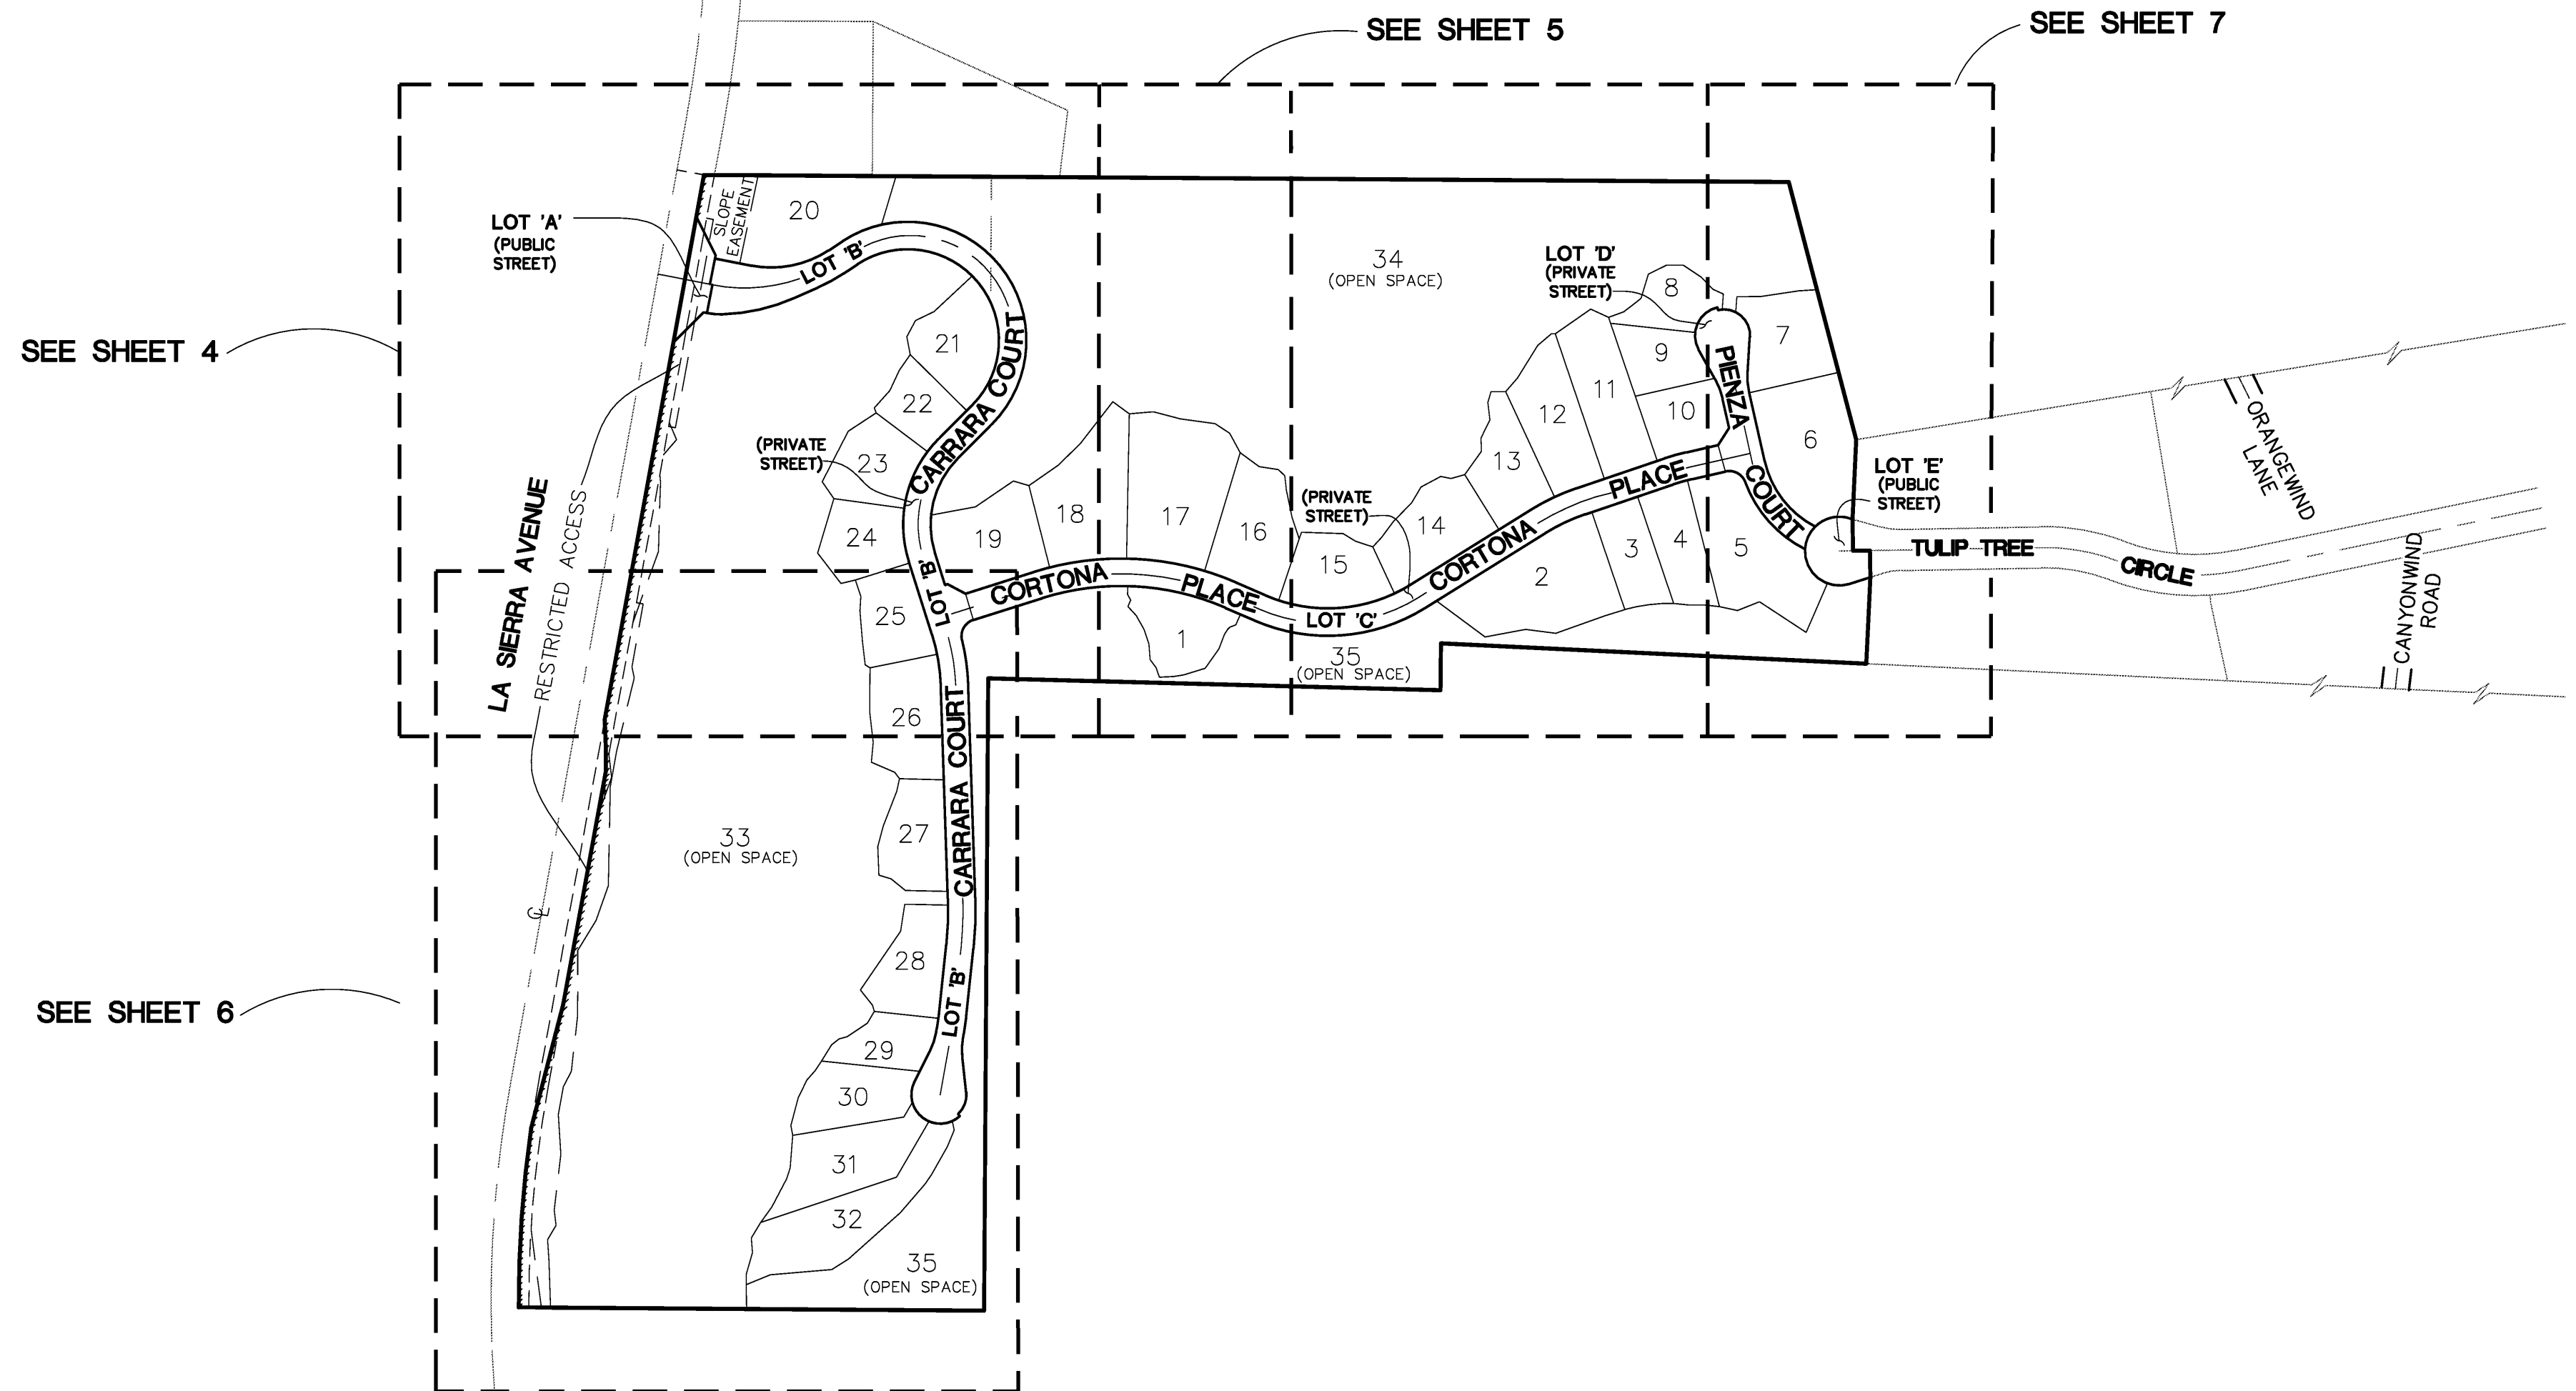 SEE SHEET 5
SEE SHEET 7
SEE SHEET 4
SEE SHEET 6
LOT 'A'
(PUBLIC
STREET)
SLOPE
EASEMENT
20
LOT 'B'
21
22
23
24
CARRARA COURT
(PRIVATE
STREET)
LA SIERRA AVENUE
RESTRICTED ACCESS
19
18
17
16
15
14
13
12
11
10
9
8
7
6
5
4
3
2
1
34
(OPEN SPACE)
LOT 'D'
(PRIVATE
STREET)
PIENZA
COURT
LOT 'E'
(PUBLIC
STREET)
(PRIVATE
STREET)
LOT 'B'
CORTONA
PLACE
LOT 'C'
CORTONA
PLACE
35
(OPEN SPACE)
TULIP TREE
CIRCLE
ORANGEWIND
LANE
CANYONWIND
ROAD
25
26
27
CARRARA COURT
33
(OPEN SPACE)
CL
28
LOT 'B'
29
30
31
32
35
(OPEN SPACE)